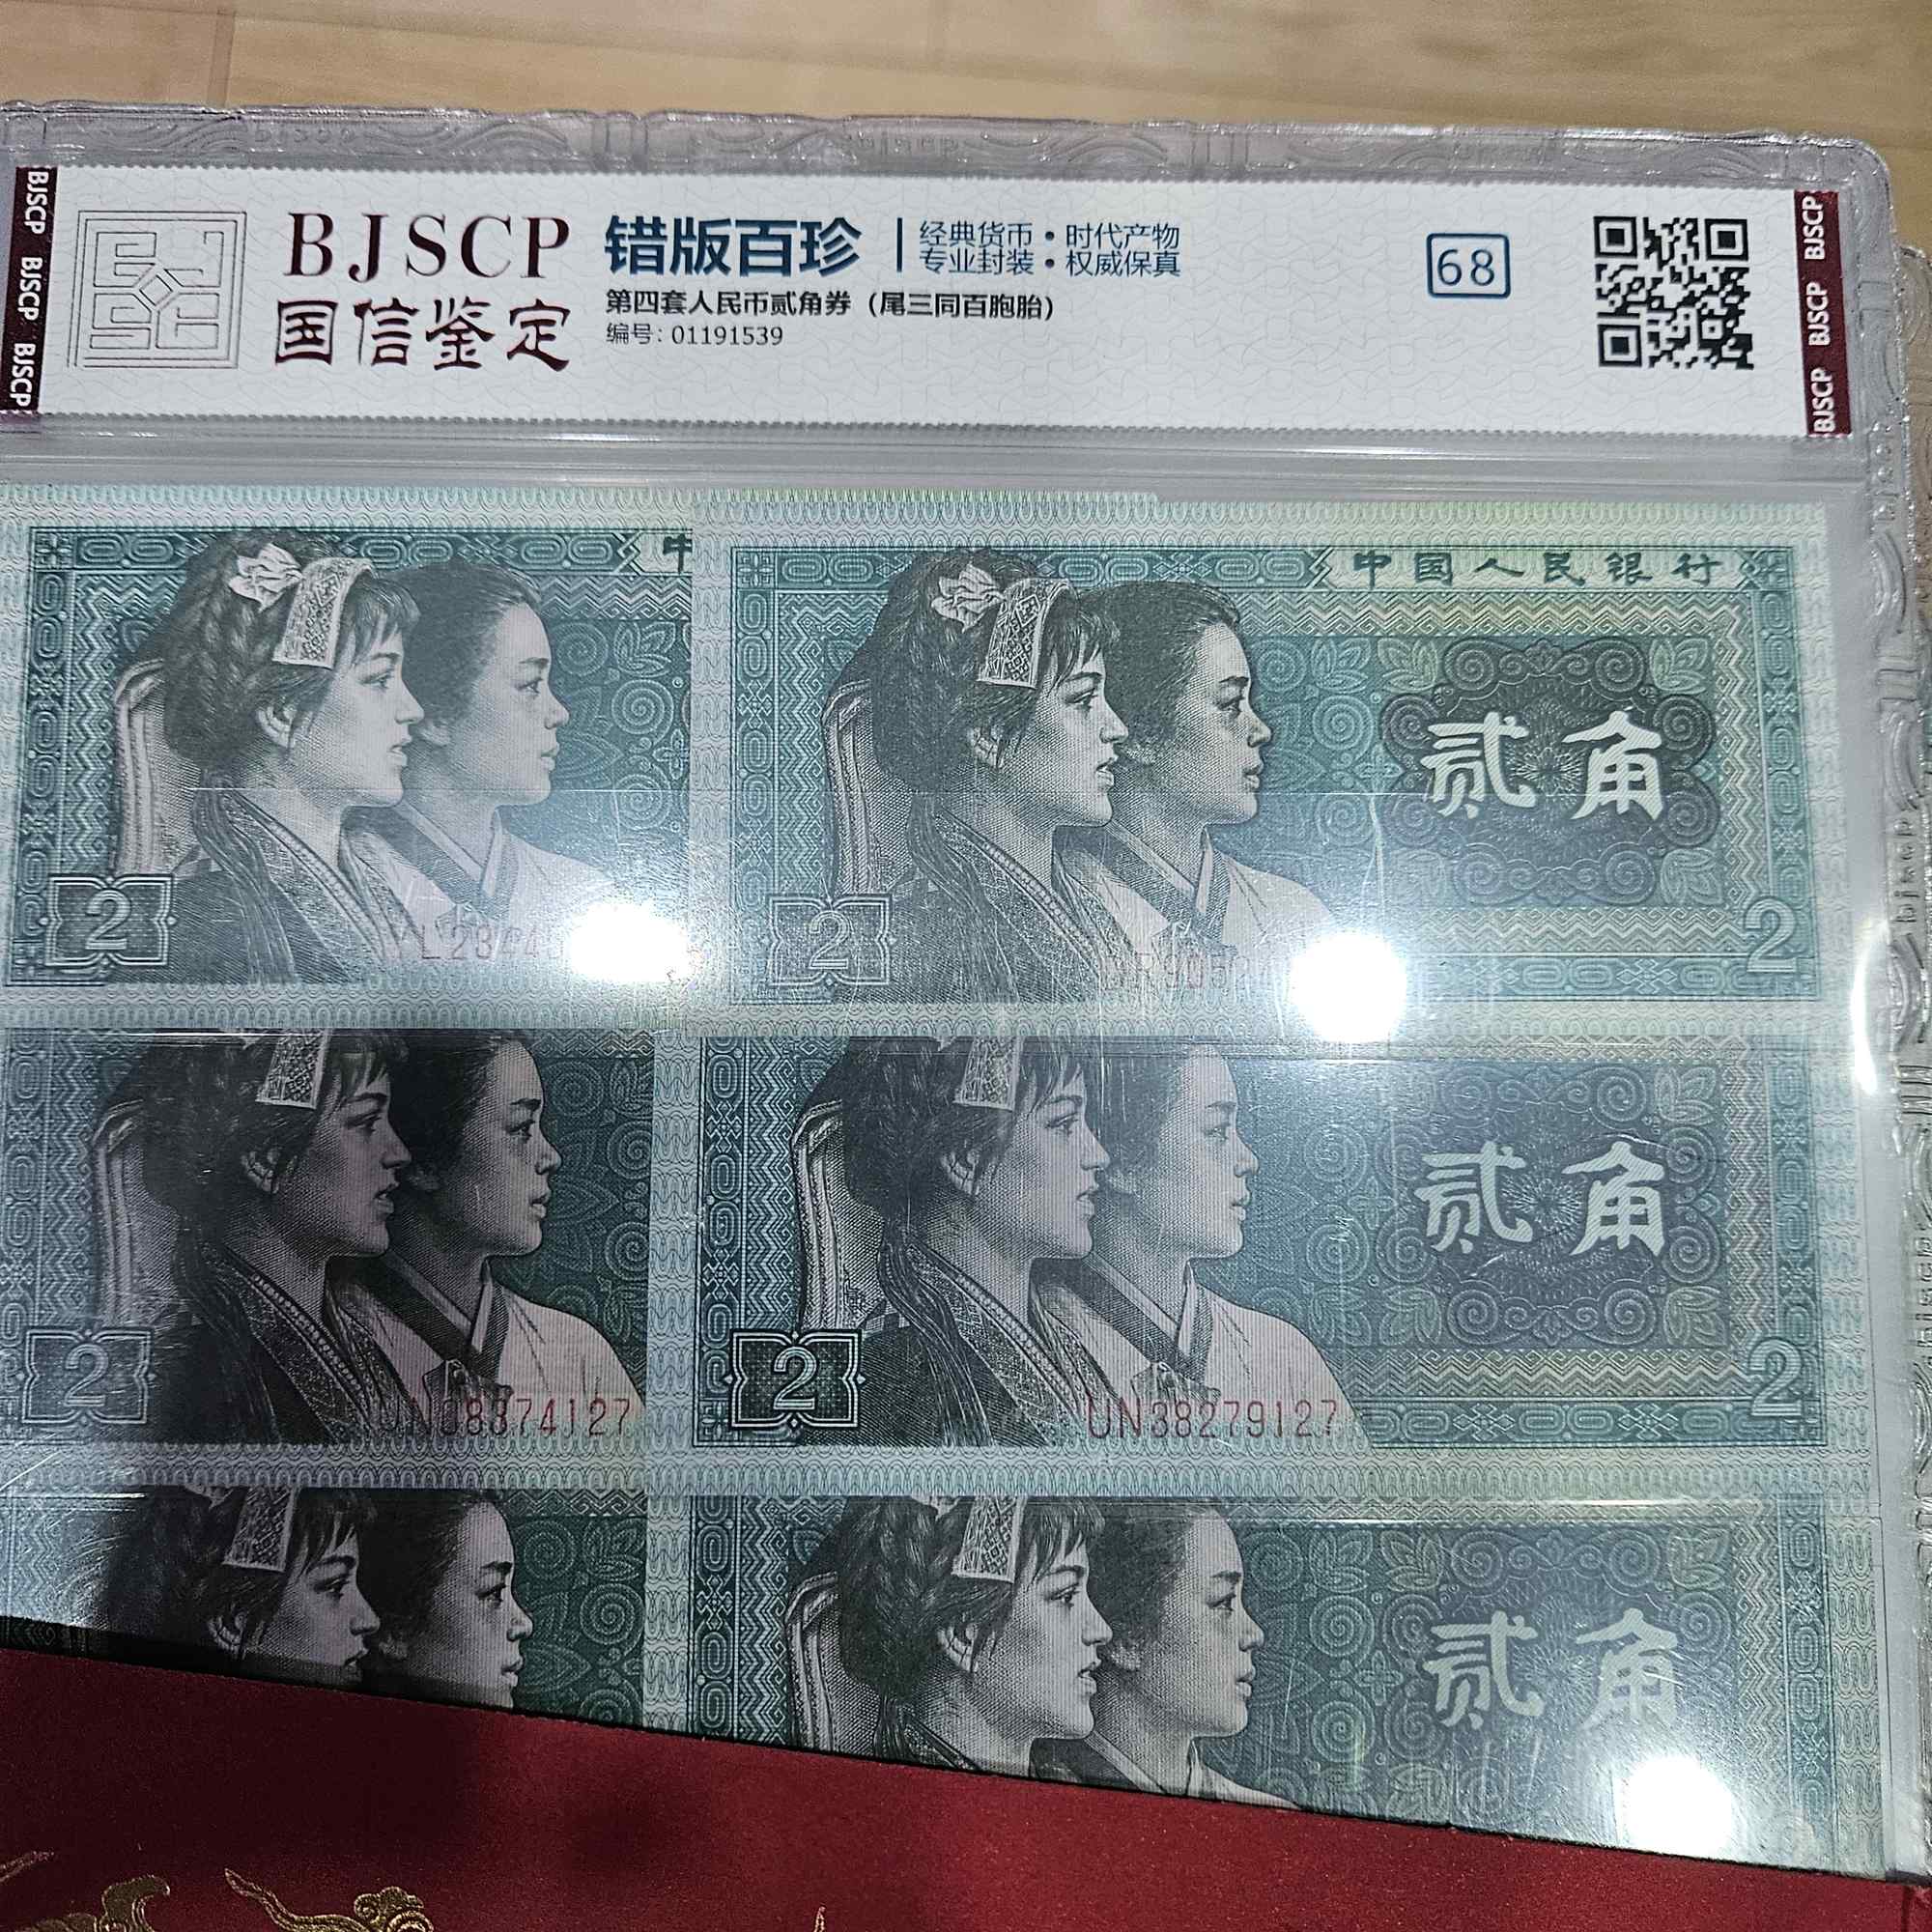 BJSCP BJSCP BJSCP
BJSCP
国信鉴定
错版百珍
经典货币·时代产物
专业封装·权威保真
第四套人民币贰角券（尾三同百胞胎）
编号：01191539
68
BJSCP BJSCP BJSCP
中
中国人民银行
贰角
2
2
2
贰角
2
2
2
UN08374127
UN38279127
贰角